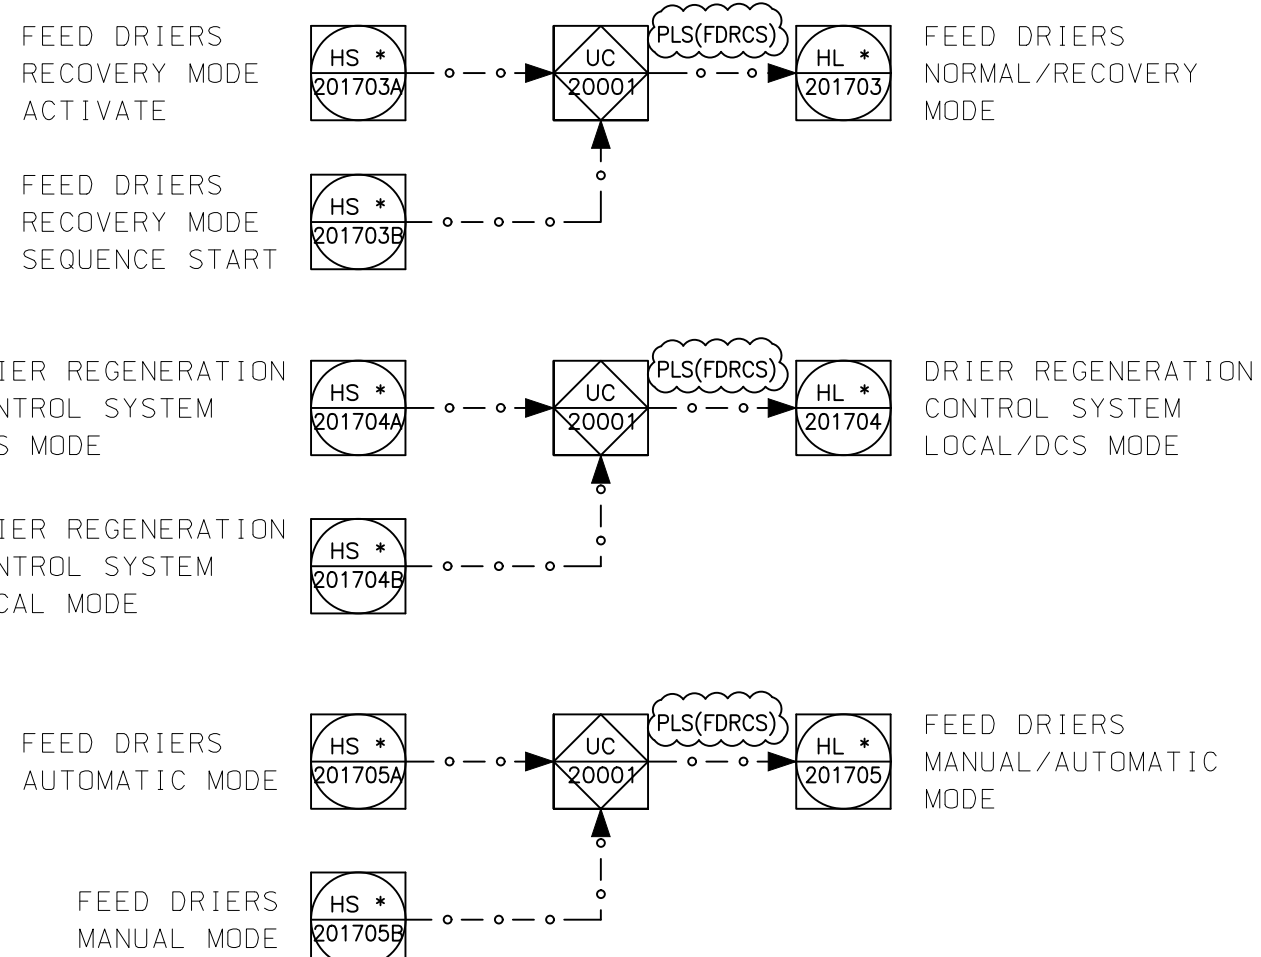 FEED DRIERS
RECOVERY MODE
ACTIVATE
HS *
201703A
UC
20001
PLS(FDRCS)
HL *
201703
FEED DRIERS
NORMAL/RECOVERY
MODE
FEED DRIERS
RECOVERY MODE
SEQUENCE START
HS *
201703B
IER REGENERATION
NTROL SYSTEM
S MODE
HS *
201704A
UC
20001
PLS(FDRCS)
HL *
201704
DRIER REGENERATION
CONTROL SYSTEM
LOCAL/DCS MODE
IER REGENERATION
NTROL SYSTEM
CAL MODE
HS *
201704B
FEED DRIERS
AUTOMATIC MODE
HS *
201705A
UC
20001
PLS(FDRCS)
HL *
201705
FEED DRIERS
MANUAL/AUTOMATIC
MODE
FEED DRIERS
MANUAL MODE
HS *
201705B